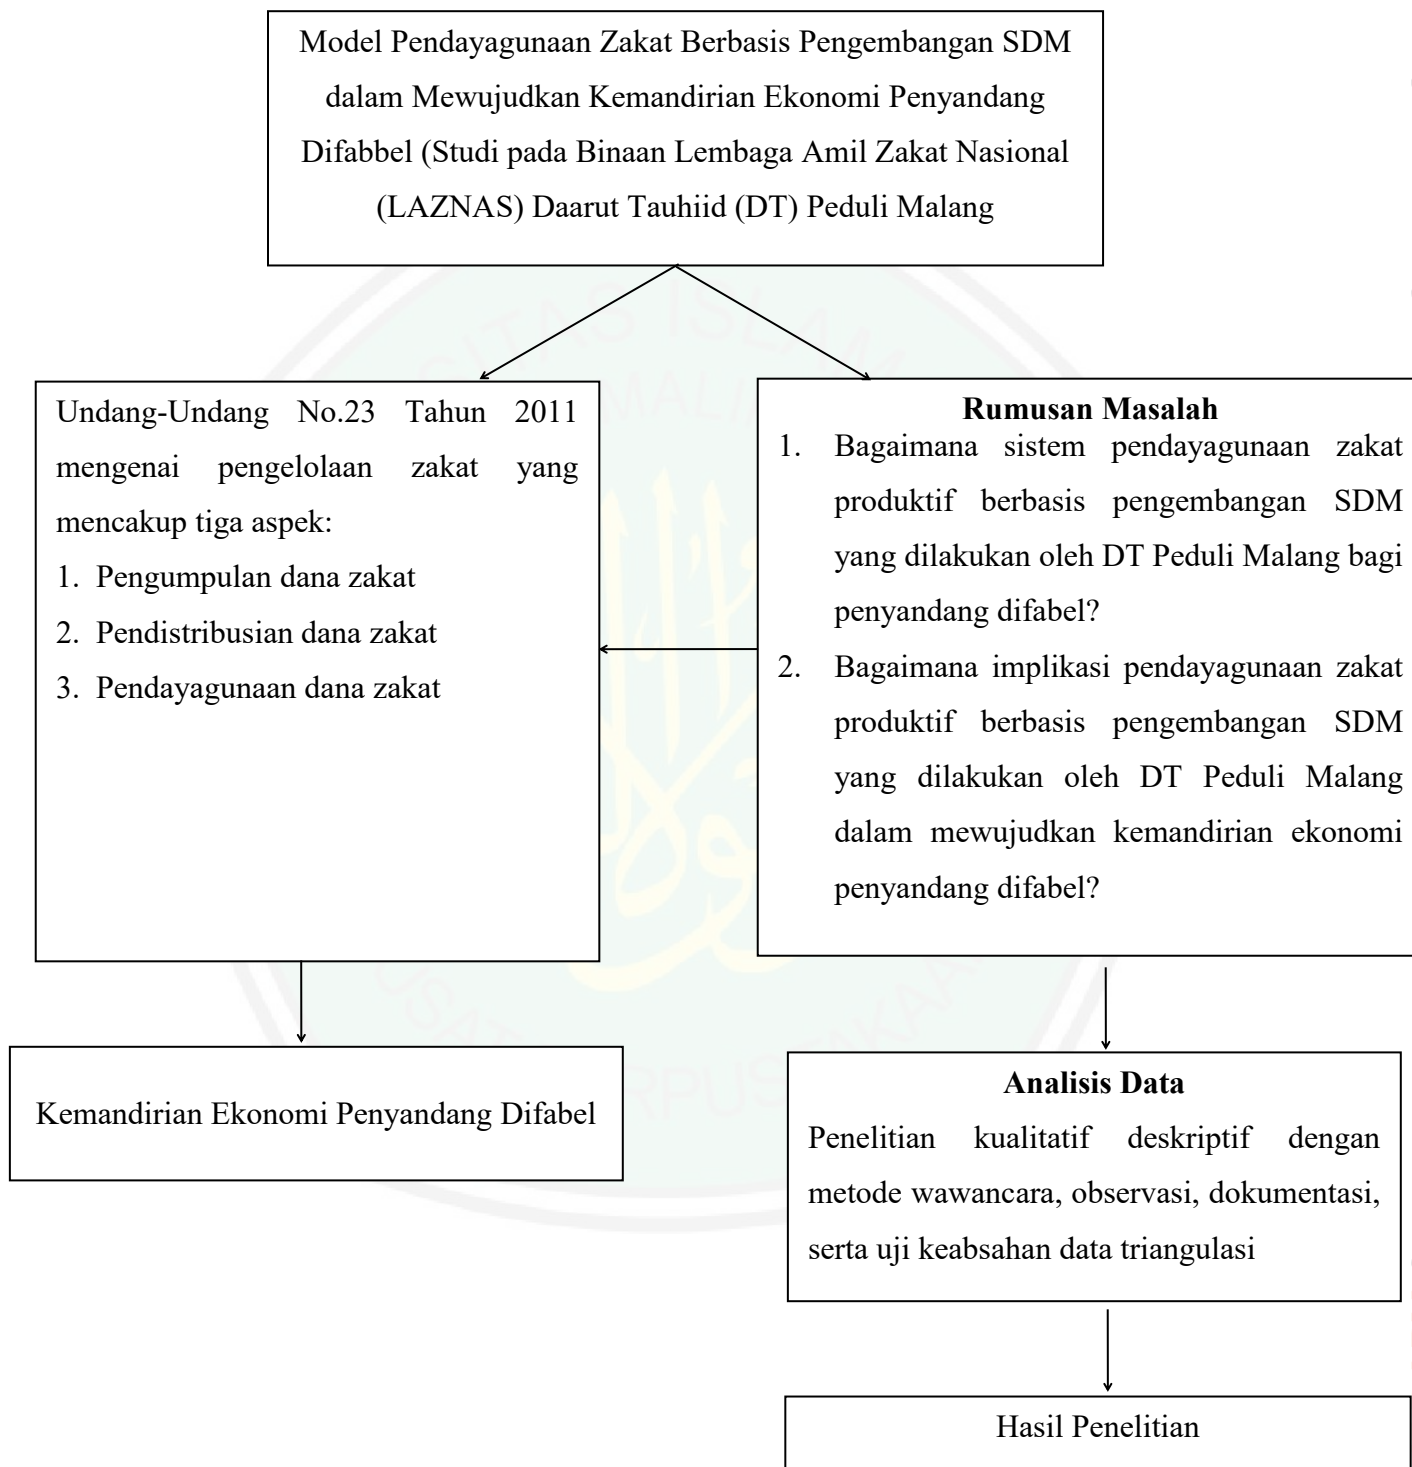 Model Pendayagunaan Zakat Berbasis Pengembangan SDM
dalam Mewujudkan Kemandirian Ekonomi Penyandang
Difabbel (Studi pada Binaan Lembaga Amil Zakat Nasional
(LAZNAS) Daarut Tauhiid (DT) Peduli Malang
Undang-Undang No.23 Tahun 2011
mengenai pengelolaan zakat yang
mencakup tiga aspek:
1. Pengumpulan dana zakat
2. Pendistribusian dana zakat
3. Pendayagunaan dana zakat
Rumusan Masalah
1. Bagaimana sistem pendayagunaan zakat
produktif berbasis pengembangan SDM
yang dilakukan oleh DT Peduli Malang bagi
penyandang difabel?
2. Bagaimana implikasi pendayagunaan zakat
produktif berbasis pengembangan SDM
yang dilakukan oleh DT Peduli Malang
dalam mewujudkan kemandirian ekonomi
penyandang difabel?
Kemandirian Ekonomi Penyandang Difabel
Analisis Data
Penelitian kualitatif deskriptif dengan
metode wawancara, observasi, dokumentasi,
serta uji keabsahan data triangulasi
Hasil Penelitian